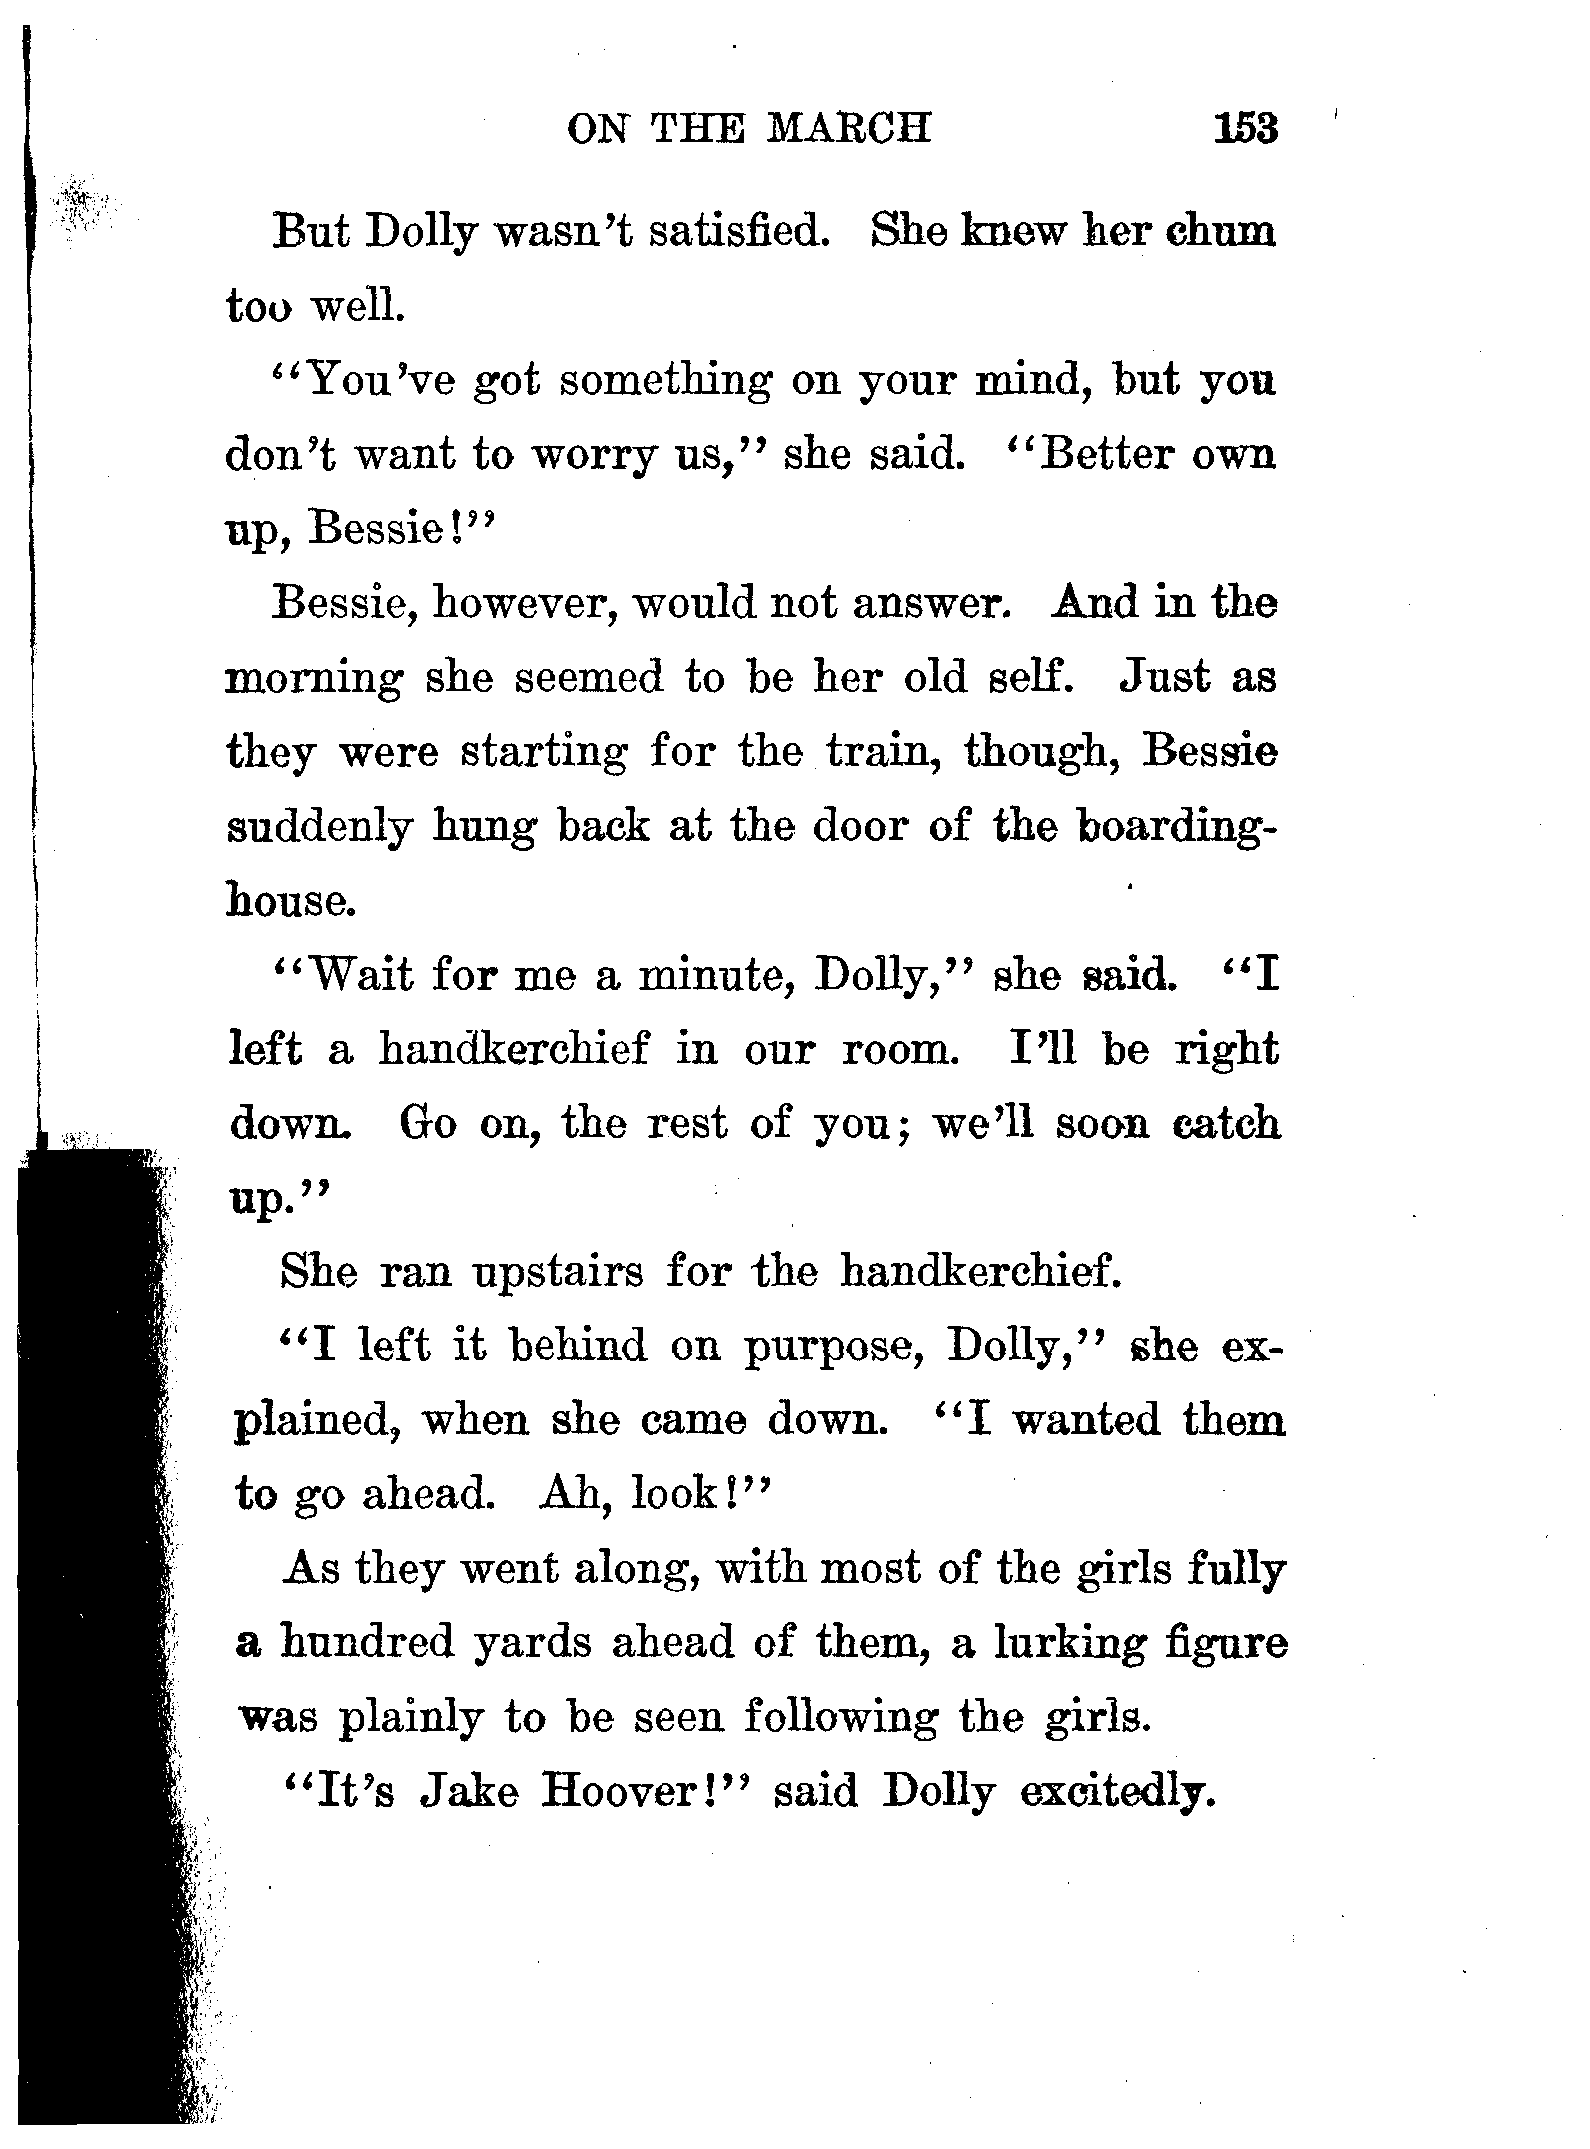 ON THE MARCH 153
But Dolly wasn't satisfied. She knew her chum
too well.
"You've got something on your mind, but you
don't want to worry us," she said. "Better own
up, Bessie!"
Bessie, however, would not answer. And in the
morning she seemed to be her old self. Just as
they were starting for the train, though, Bessie
suddenly hung back at the door of the boarding-
house.
"Wait for me a minute, Dolly," she said. "I
left a handkerchief in our room. I'll be right
down. Go on, the rest of you; we'll soon catch
up."
She ran upstairs for the handkerchief.
"I left it behind on purpose, Dolly," she ex-
plained, when she came down. "I wanted them
to go ahead. Ah, look!"
As they went along, with most of the girls fully
a hundred yards ahead of them, a lurking figure
was plainly to be seen following the girls.
"It's Jake Hoover!" said Dolly excitedly.